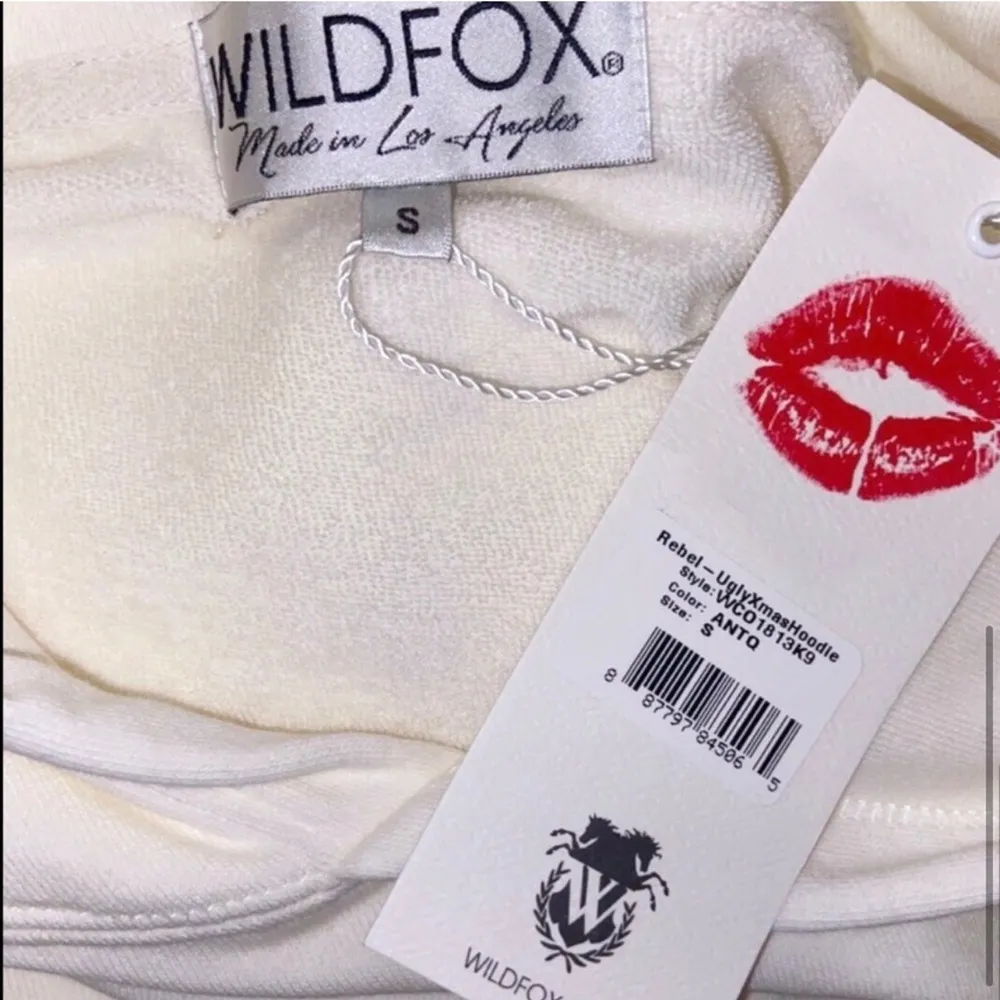 WILDFOX®
Made in Los Angeles
S
Rebel-UglyXmasHoodie
Style: WCO1813K9
Color: ANTQ
Size: S
8 87797 84506 5
W
WILDFOX